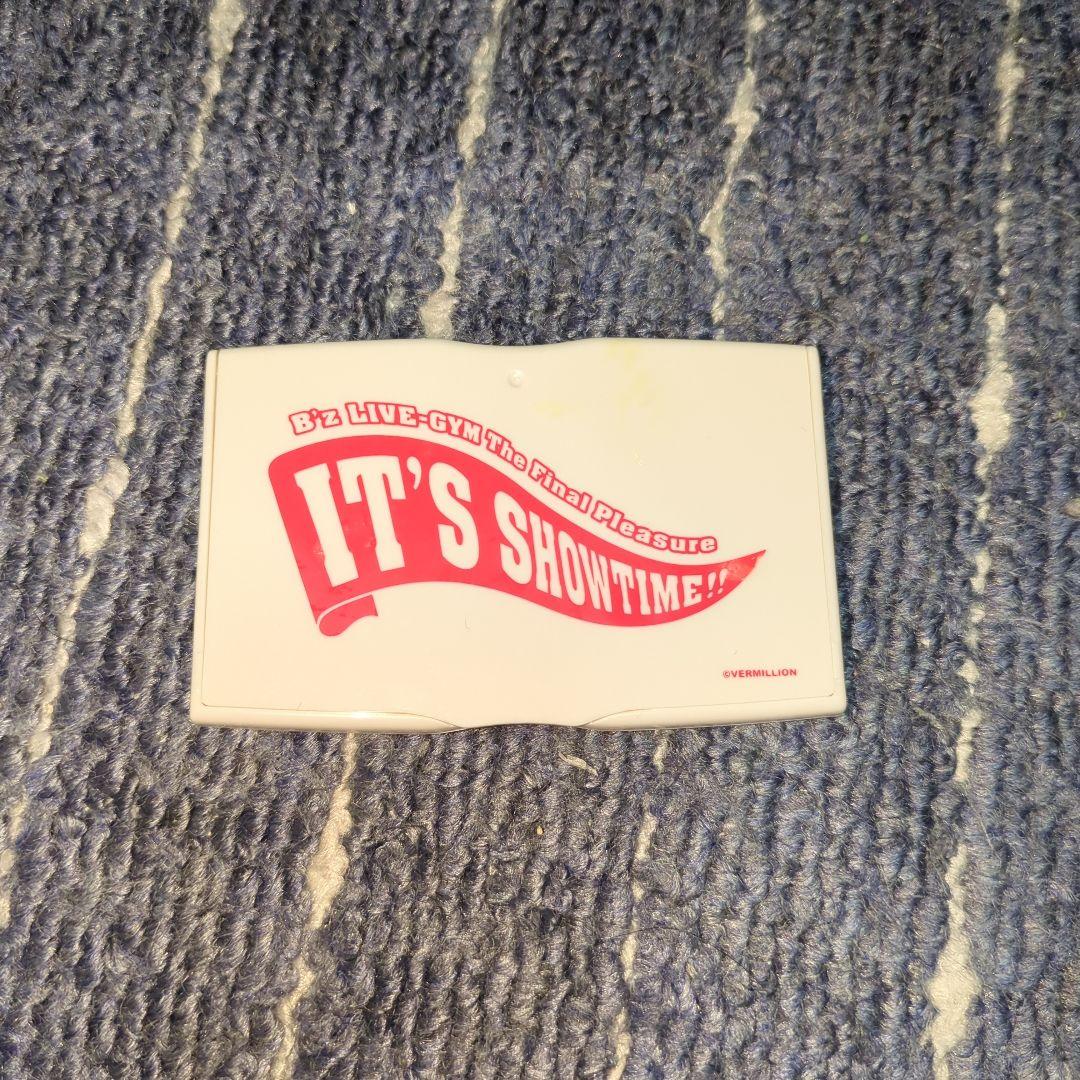 B'z LIVE-GYM The Final Pleasure
IT'S SHOWTIME!!
©VERMILLION